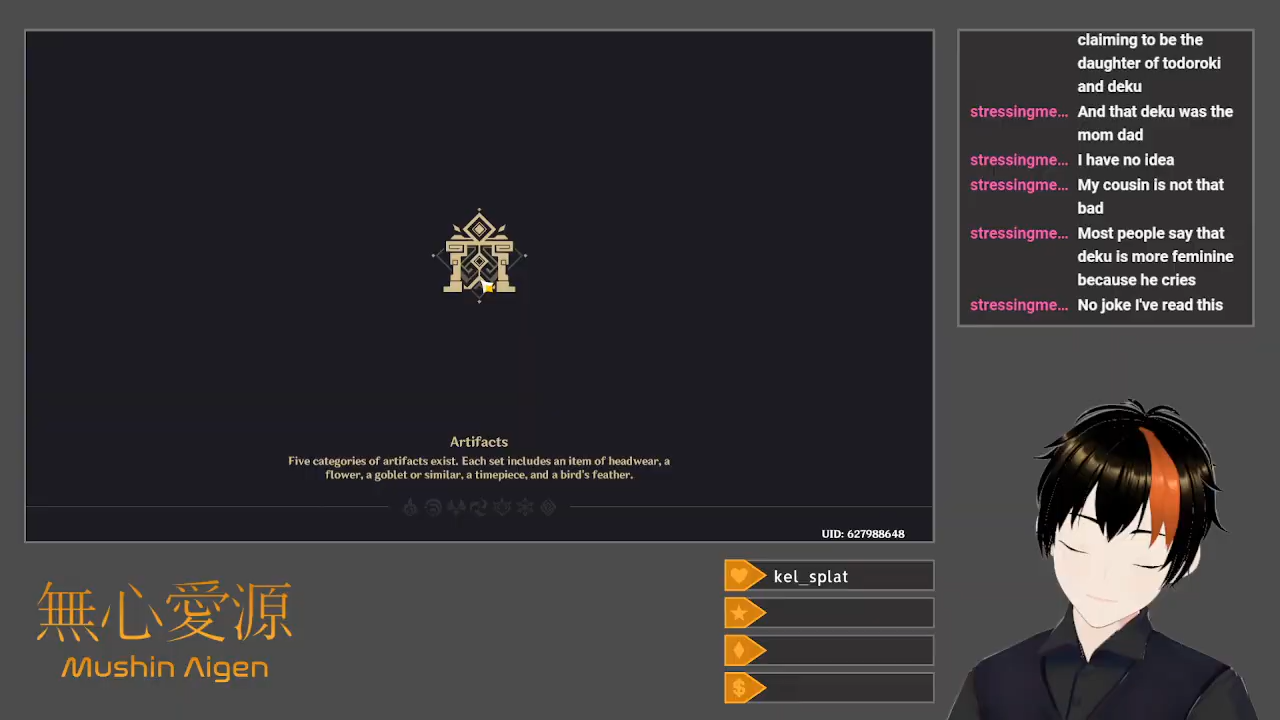 claiming to be the
daughter of todoroki
and deku
stressingme... And that deku was the
mom dad
stressingme... I have no idea
stressingme... My cousin is not that
bad
stressingme... Most people say that
deku is more feminine
because he cries
stressingme... No joke I've read this
Artifacts
Five categories of artifacts exist. Each set includes an item of headwear, a
flower, a goblet or similar, a timepiece, and a bird's feather.
UID: 627988648
kel_splat
無心愛源
Mushin Aigen